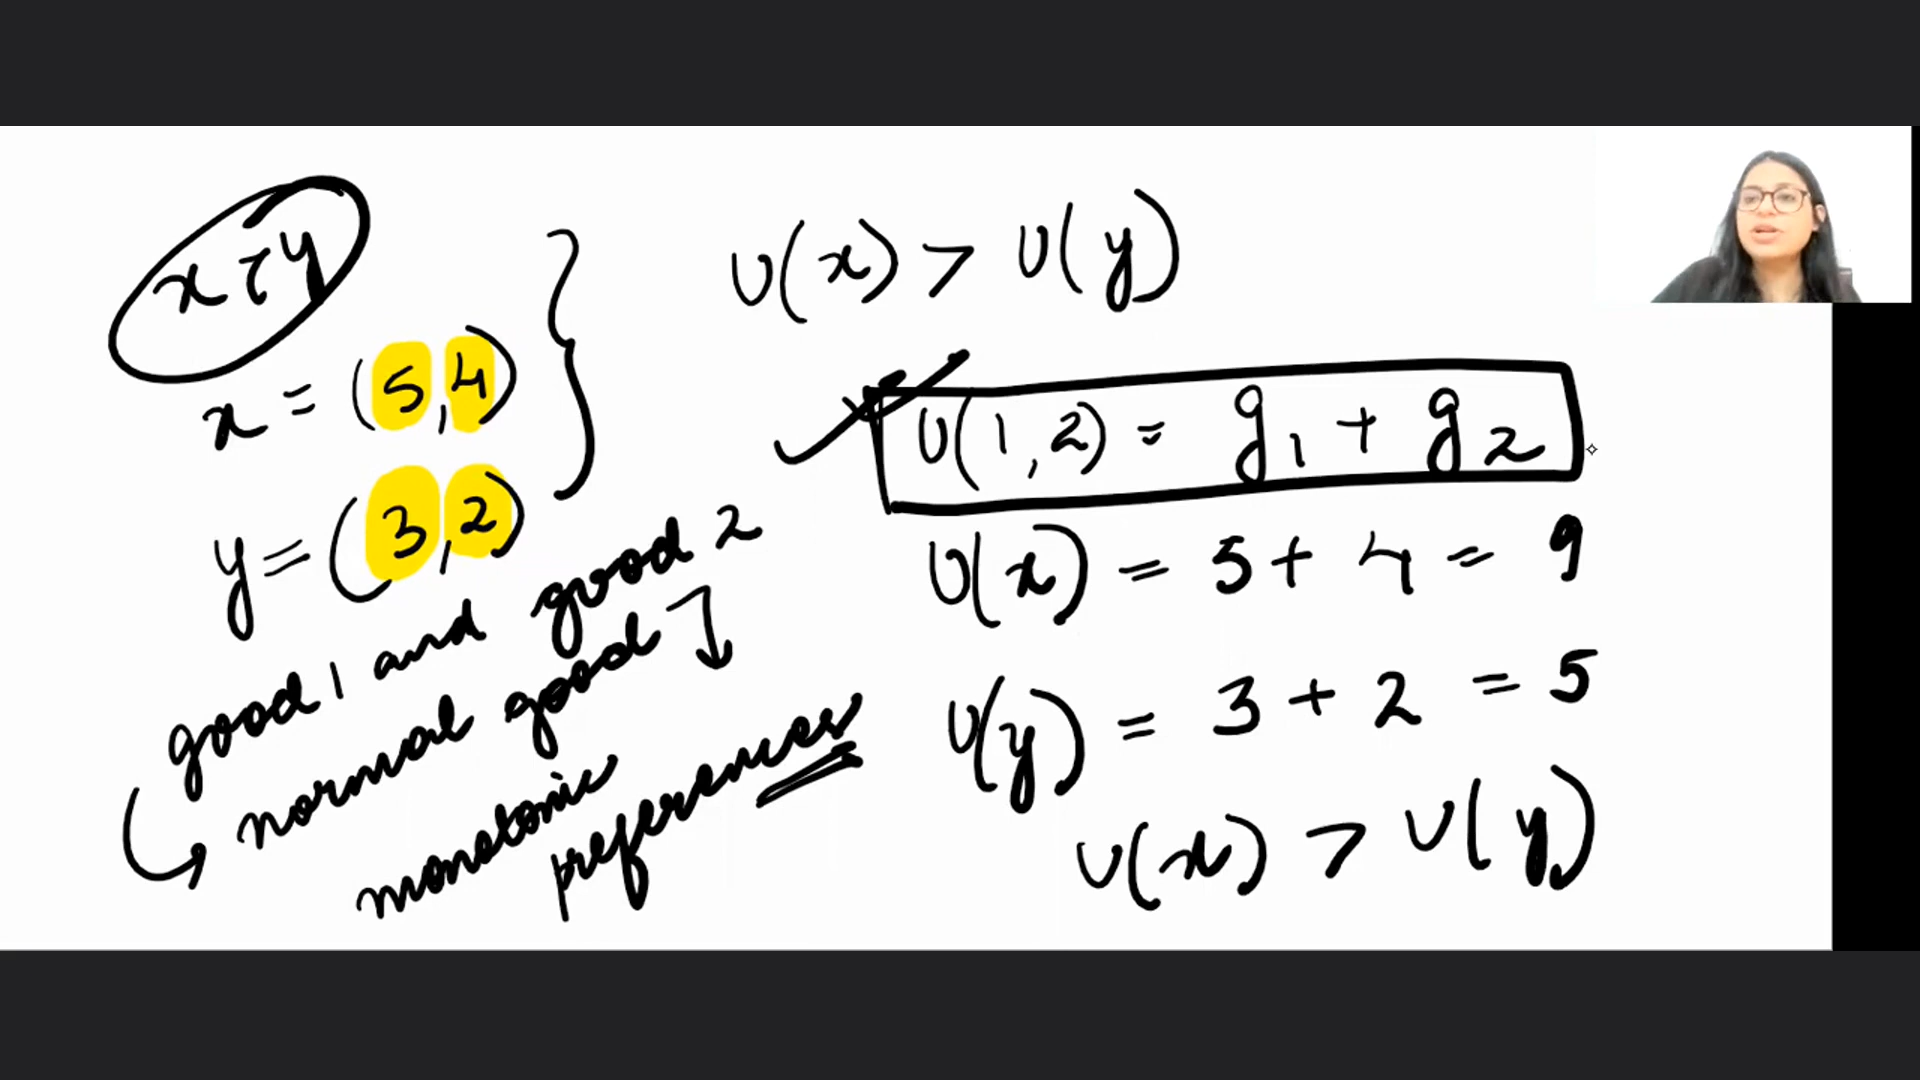 x > y
x = (5,4)
y = (3,2)
good 1 and good 2
normal good
monotonic
preferences
U(x) > U(y)
U(1,2) = g1 + g2
U(x) = 5 + 4 = 9
U(y) = 3 + 2 = 5
U(x) > U(y)